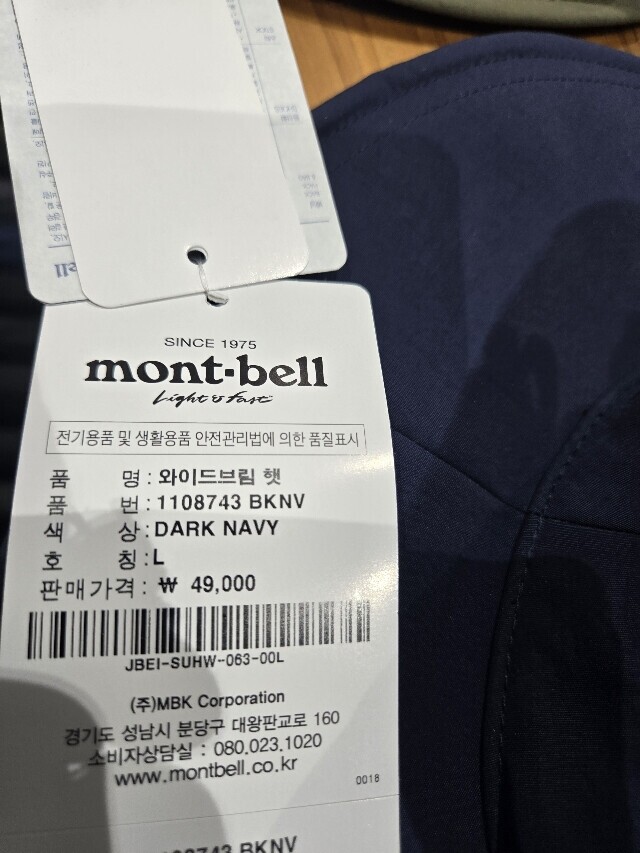 SINCE 1975
mont-bell
Light & Fast
전기용품 및 생활용품 안전관리법에 의한 품질표시
품 명 : 와이드브림 햇
품 번 : 1108743 BKNV
색 상 : DARK NAVY
호 칭 : L
판매가격 : ₩ 49,000
JBEI-SUHW-063-00L
(주)MBK Corporation
경기도 성남시 분당구 대왕판교로 160
소비자상담실 : 080.023.1020
www.montbell.co.kr
0018
1108743 BKNV